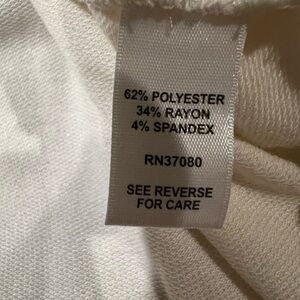 62% POLYESTER
34% RAYON
4% SPANDEX
RN37080
SEE REVERSE
FOR CARE